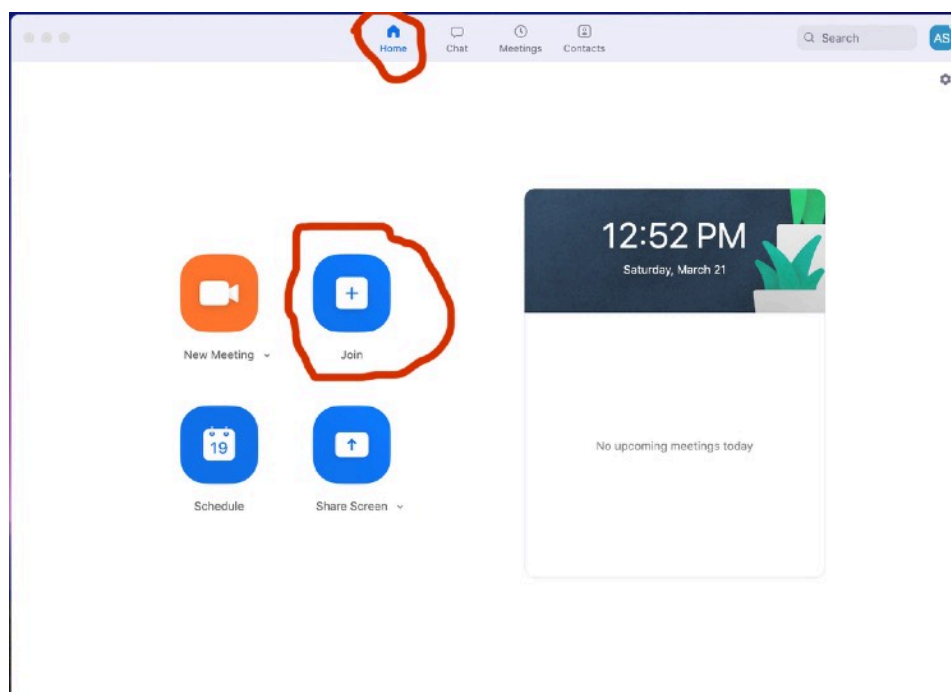 Home
Chat
Meetings
Contacts
Search
AS
12:52 PM
Saturday, March 21
New Meeting
Join
19
Schedule
Share Screen
No upcoming meetings today